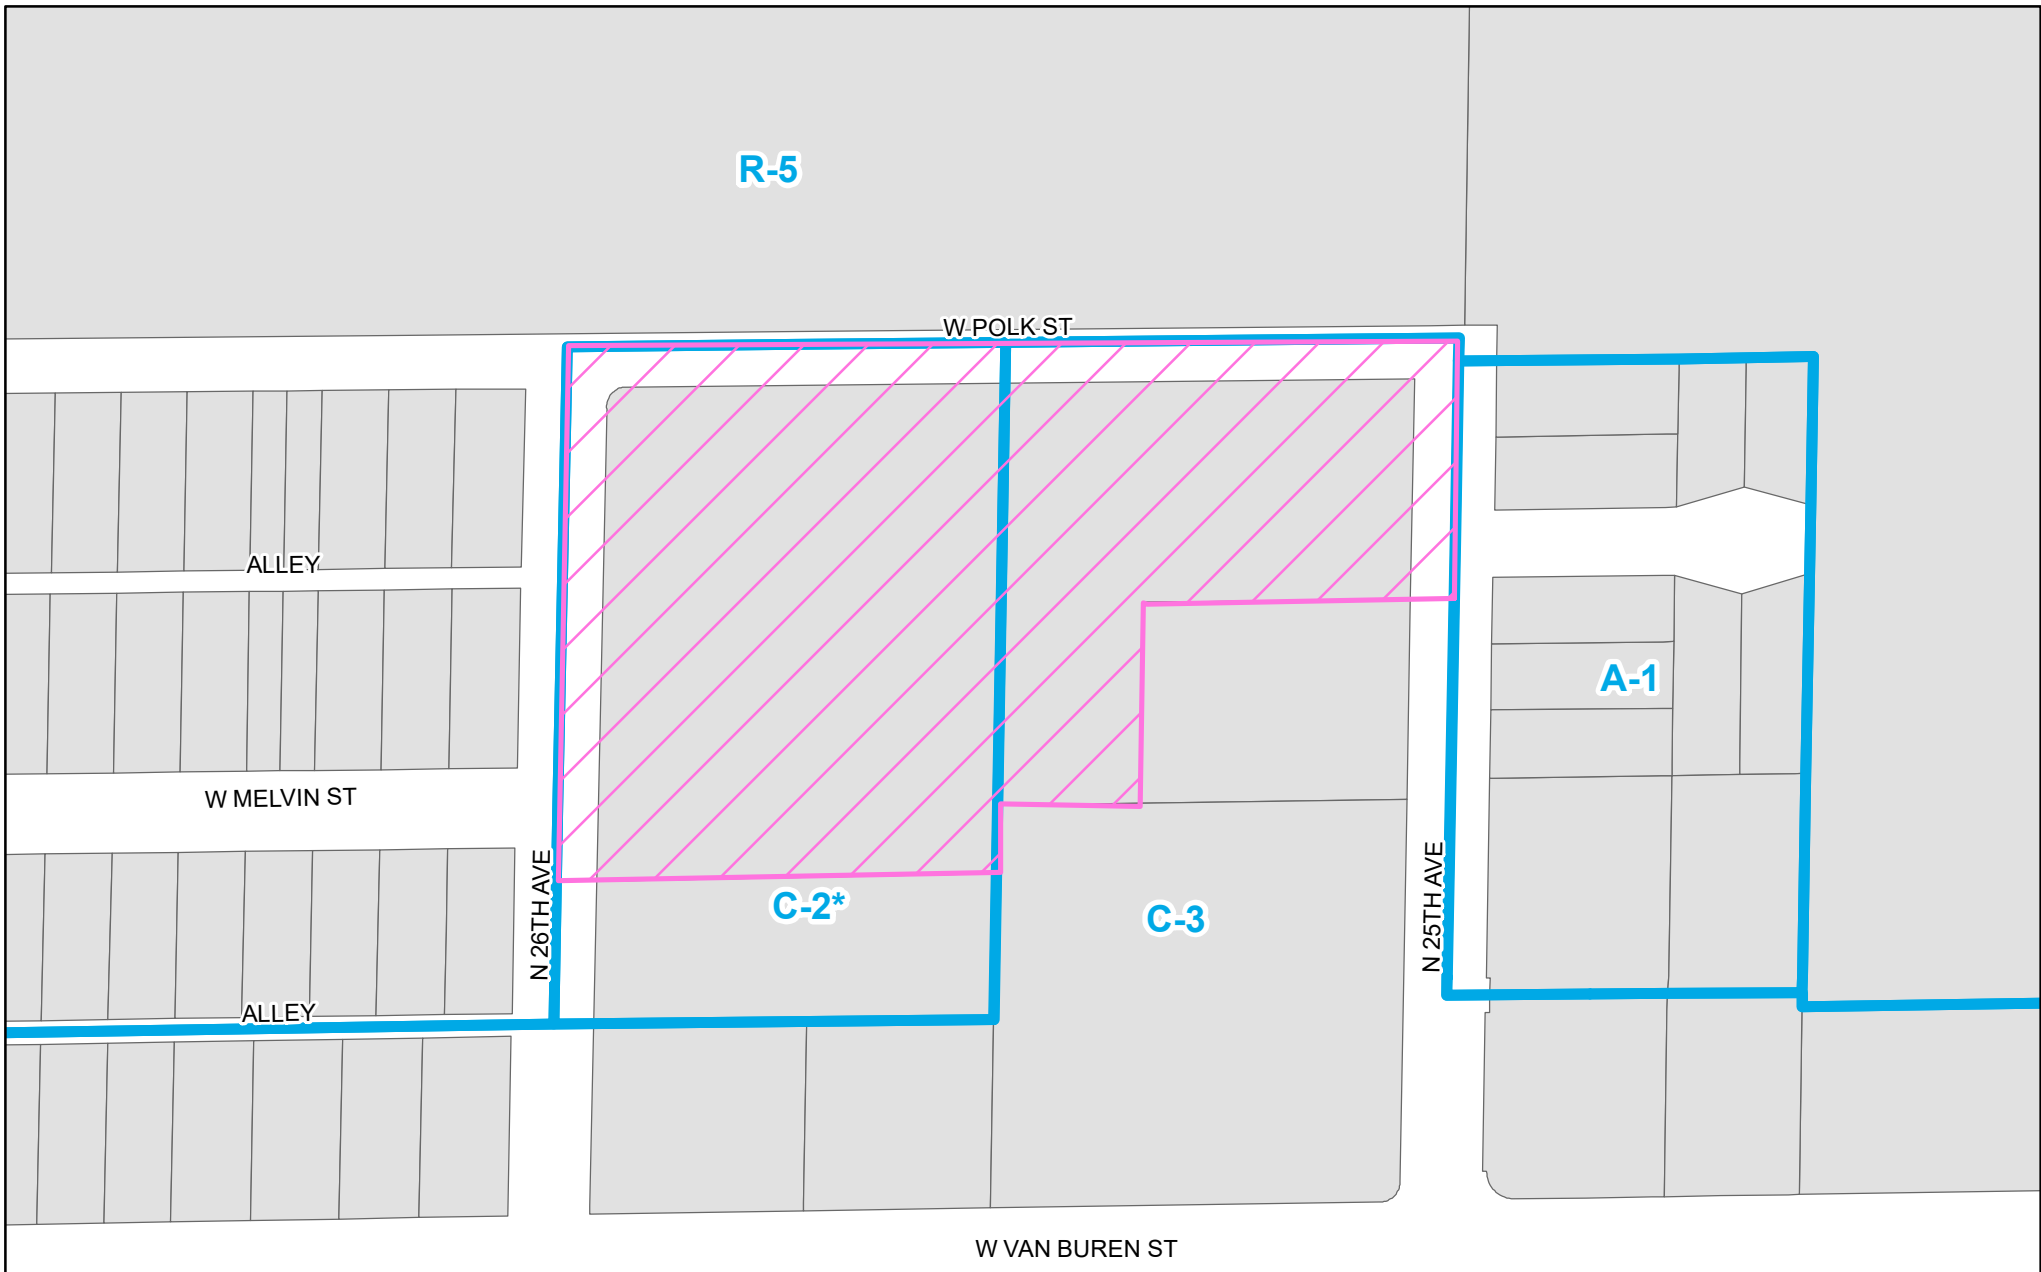 R-5
W POLK ST
ALLEY
A-1
W MELVIN ST
N 26TH AVE
C-2*
C-3
N 25TH AVE
ALLEY
W VAN BUREN ST